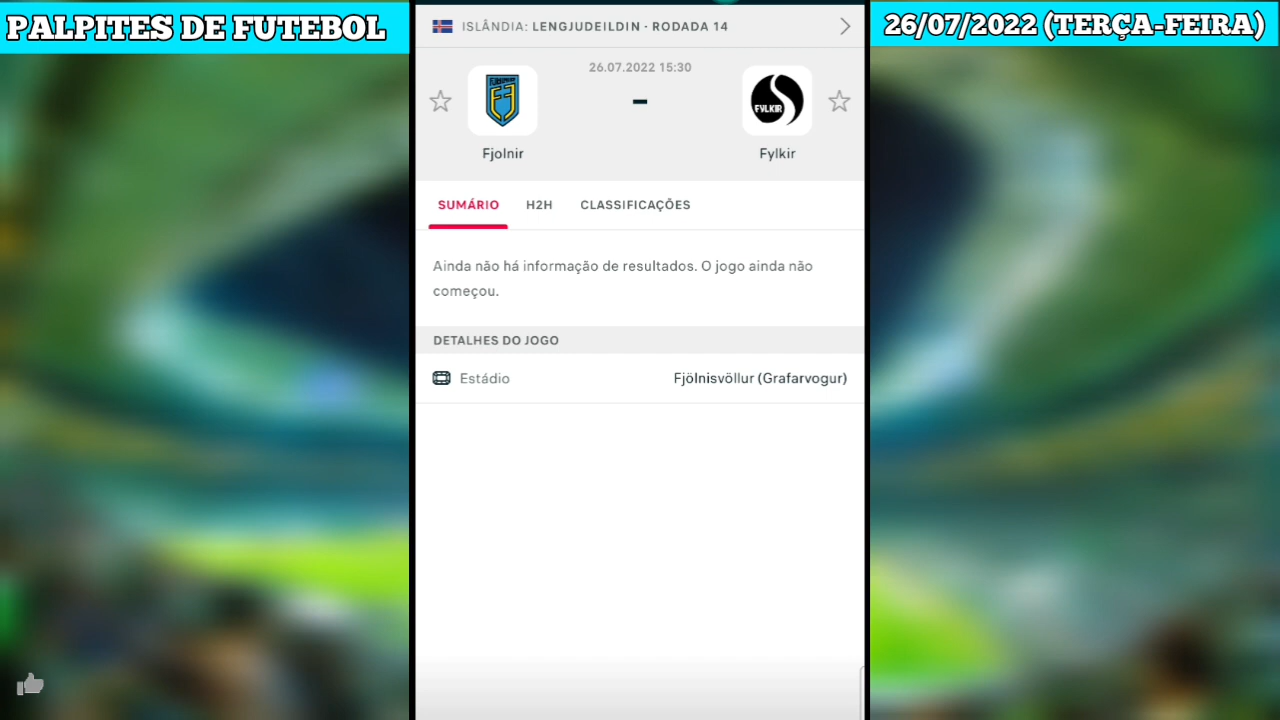 PALPITES DE FUTEBOL
26/07/2022 (TERÇA-FEIRA)
ISLÂNDIA: LENGJUDEILDIN - RODADA 14
26.07.2022 15:30
-
FYLKIR
Fjolnir
Fylkir
SUMÁRIO
H2H
CLASSIFICAÇÕES
Ainda não há informação de resultados. O jogo ainda não
começou.
DETALHES DO JOGO
Estádio
Fjölnisvöllur (Grafarvogur)